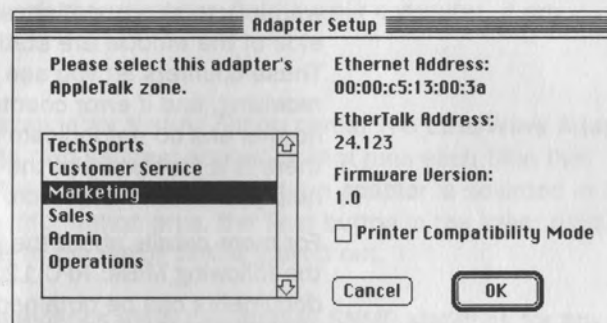 Adapter Setup
Please select this adapter's
AppleTalk zone.
TechSports
Customer Service
Marketing
Sales
Operations
Ethernet Address:
00:00:c5:13:00:3a
EtherTalk Address:
24.123
Firmware Version:
1.0
Printer Compatibility Mode
Cancel
OK